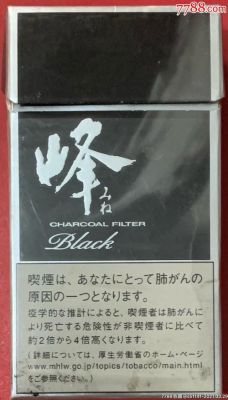 7788.com
峰
みね
CHARCOAL FILTER
Black
喫煙は、あなたにとって肺がんの
原因の一つとなります。
疫学的な推計によると、喫煙者は肺がんに
より死亡する危険性が非喫煙者に比べて
約2倍から4倍高くなります。
(詳細については、厚生労働省のホーム・ページ
www.mhlw.go.jp/topics/tobacco/main.html
をご参照ください。)